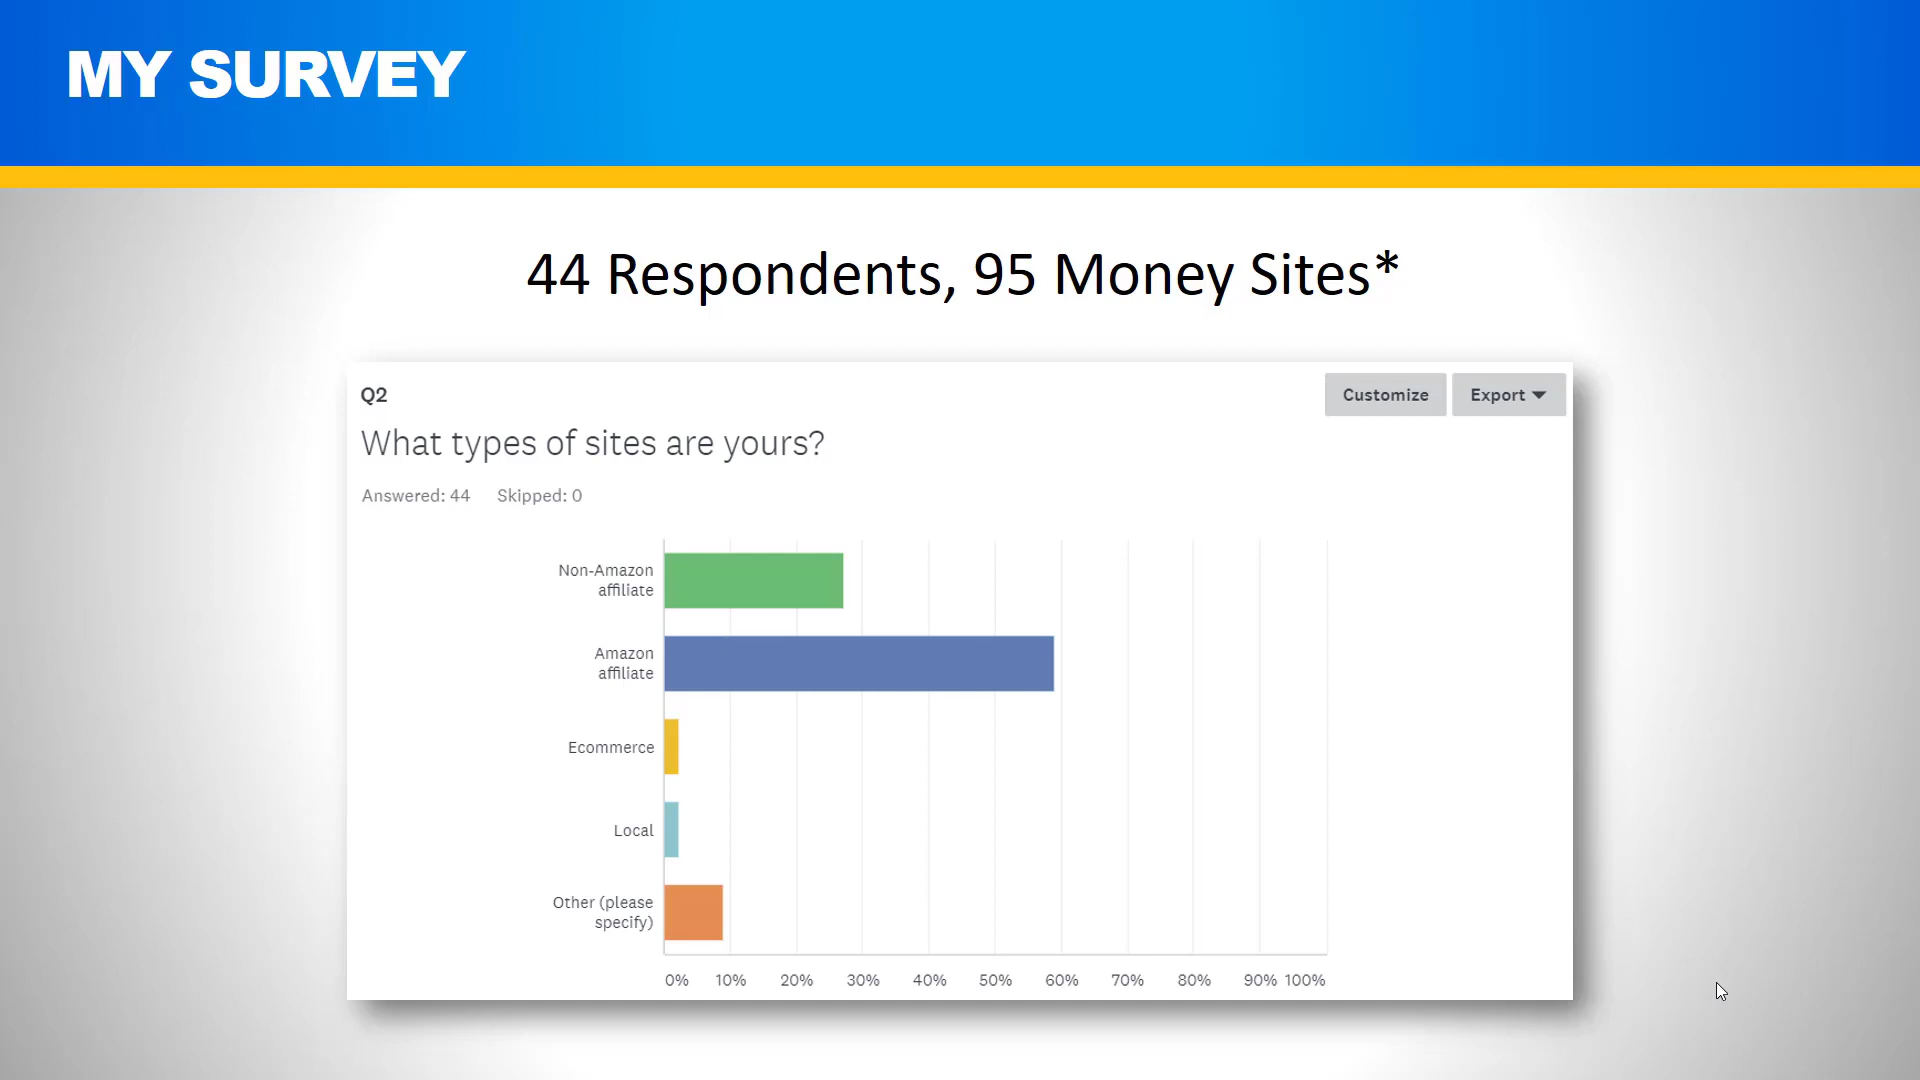 MY SURVEY
44 Respondents, 95 Money Sites*
Q2
Customize
Export
What types of sites are yours?
Answered: 44 Skipped: 0
Non-Amazon
affiliate
Amazon
affiliate
Ecommerce
Local
Other (please
specify)
0% 10% 20% 30% 40% 50% 60% 70% 80% 90% 100%